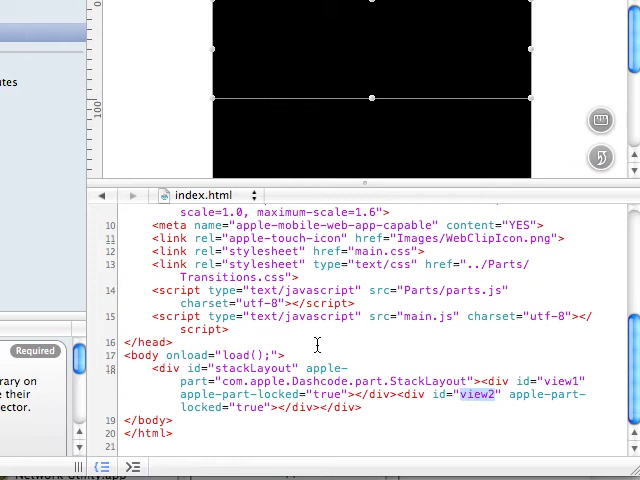 0
utes
100
index.html
scale=1.0, maximum-scale=1.6">
10 <meta name="apple-mobile-web-app-capable" content="YES">
11 <link rel="apple-touch-icon" href="Images/WebClipIcon.png">
12 <link rel="stylesheet" href="main.css">
13 <link rel="stylesheet" type="text/css" href="../Parts/
Transitions.css">
14 <script type="text/javascript" src="Parts/parts.js"
charset="utf-8"></script>
15 <script type="text/javascript" src="main.js" charset="utf-8"></
script>
16 </head>
17 <body onload="load();">
18 <div id="stackLayout" apple-
part="com.apple.Dashcode.part.StackLayout"><div id="view1"
apple-part-locked="true"></div><div id="view2" apple-part-
locked="true"></div></div>
19 </body>
20 </html>
21
Required
rary on
e their
ector.
Network Utility.app